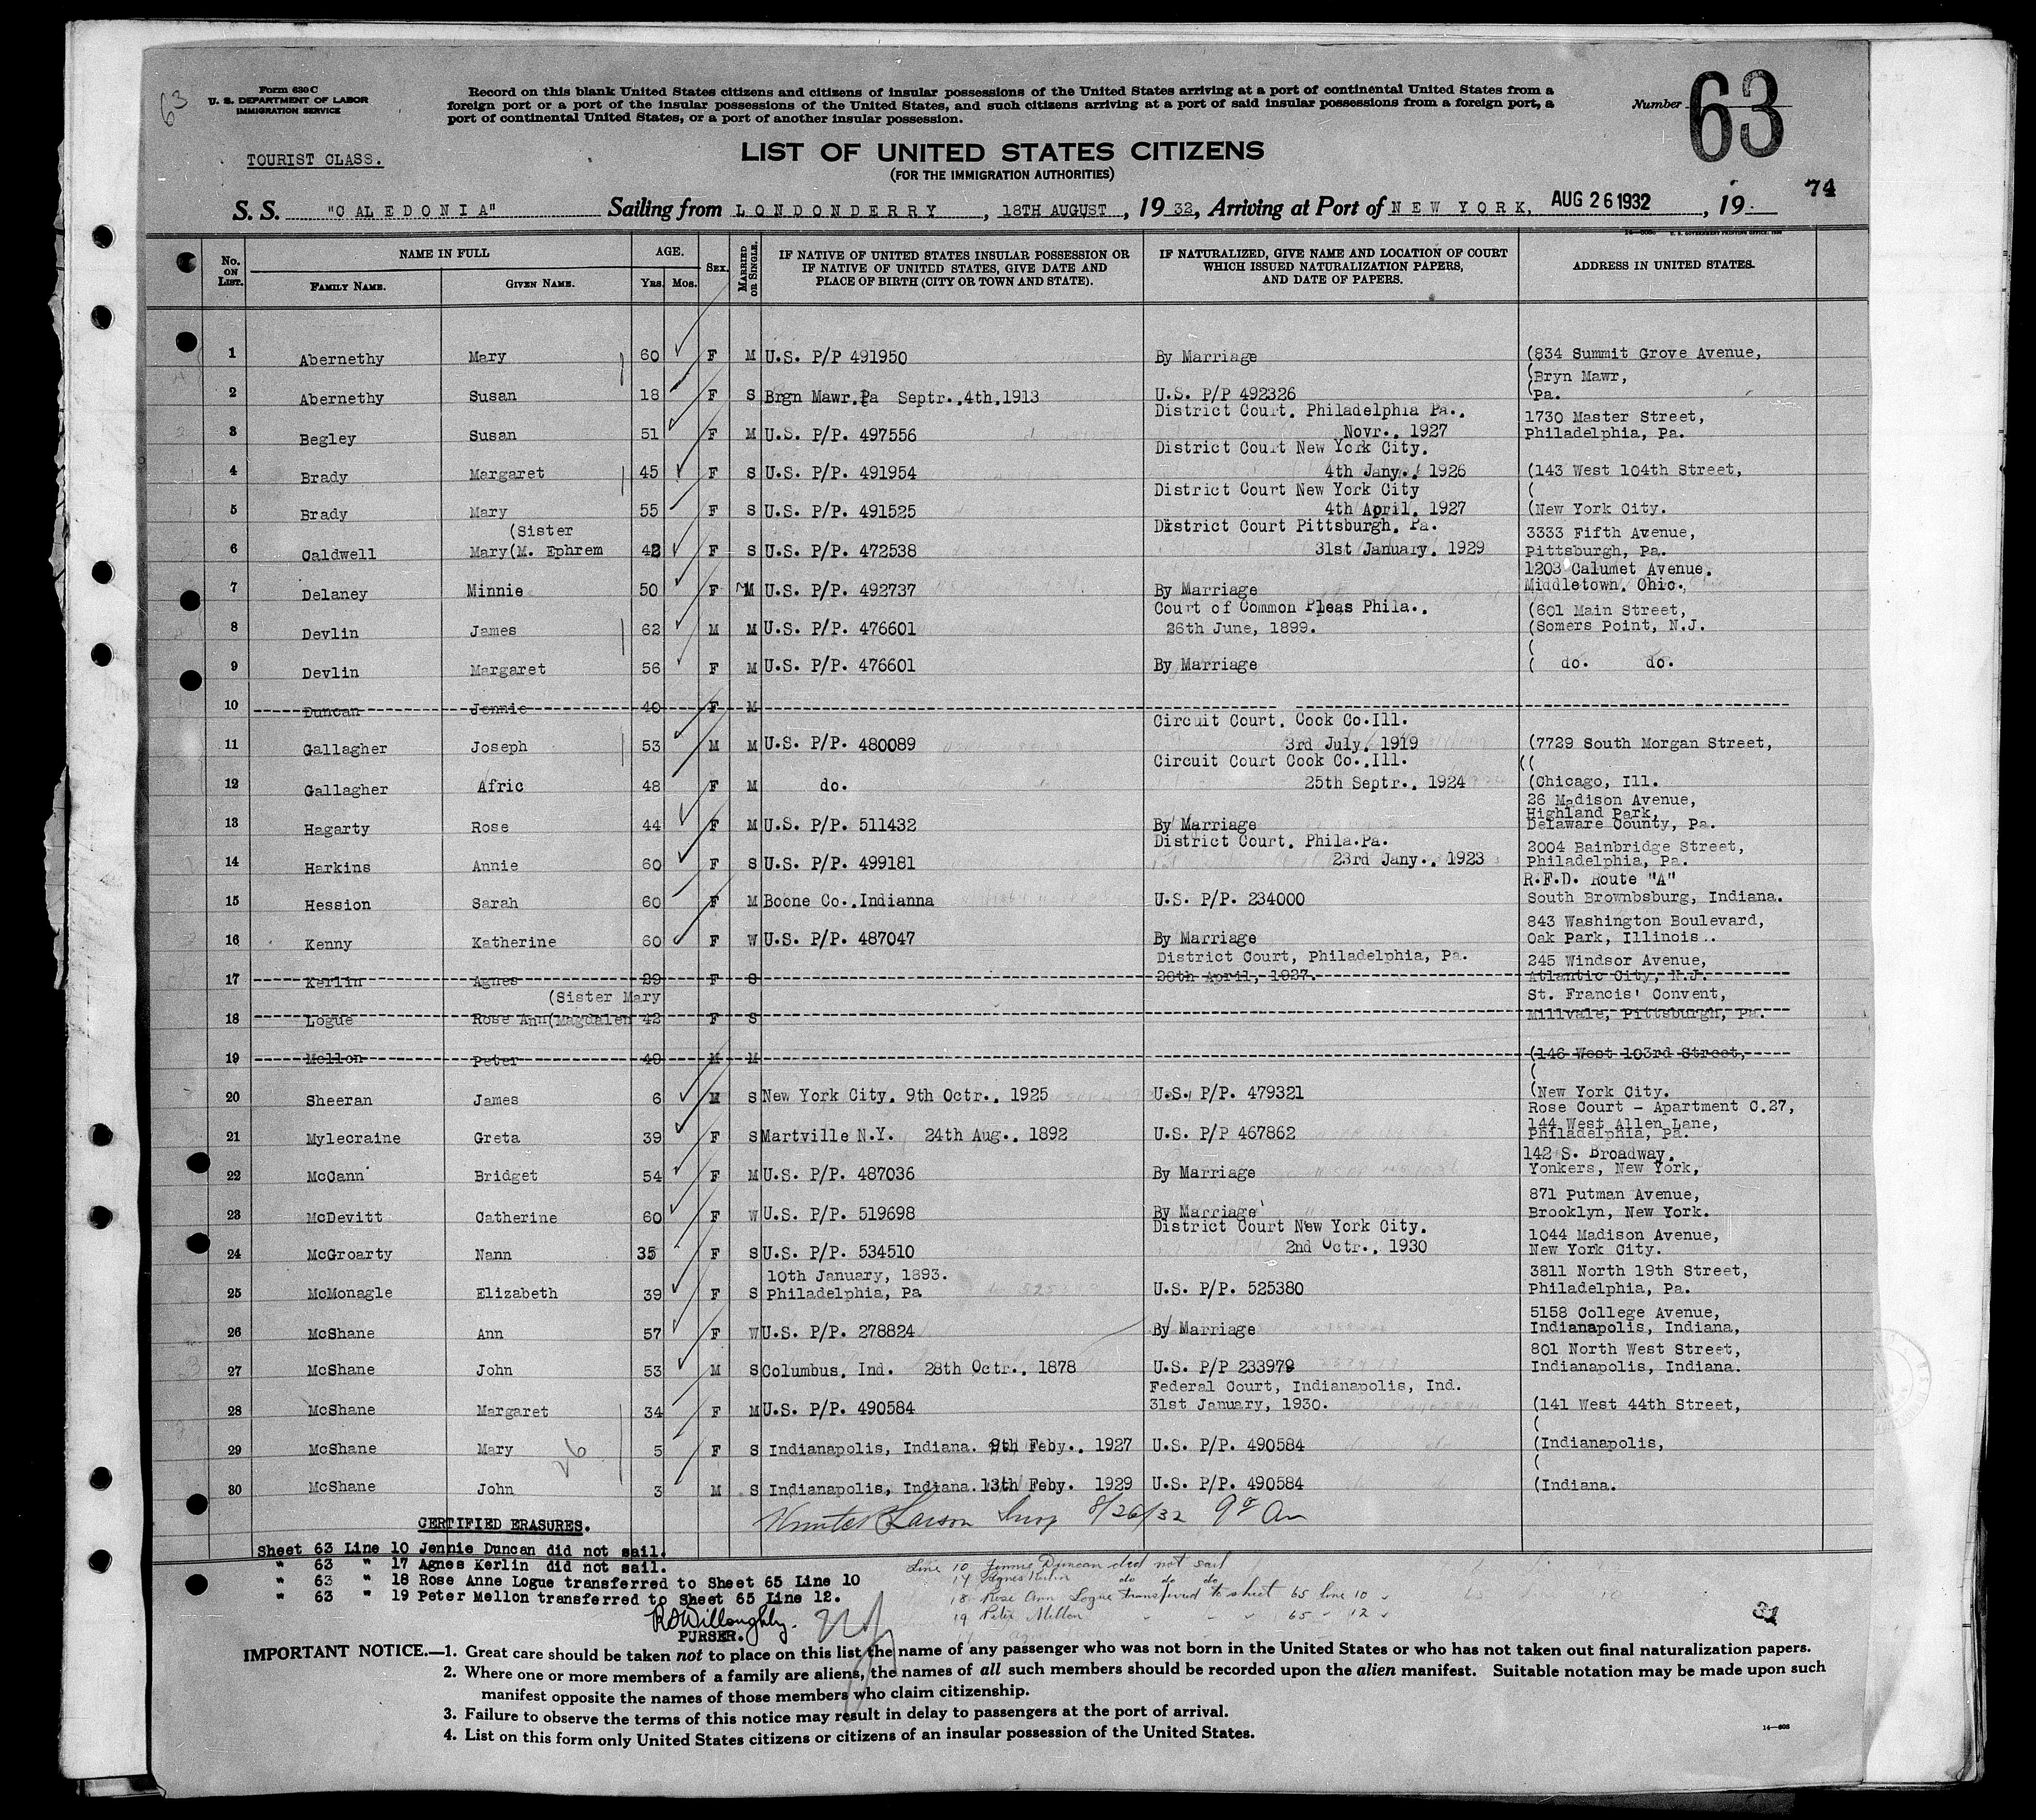 63
Form 630 C
U. S. DEPARTMENT OF LABOR
IMMIGRATION SERVICE
Record on this blank United States citizens and citizens of insular possessions of the United States arriving at a port of continental United States from a
foreign port or a port of the insular possessions of the United States, and such citizens arriving at a port of said insular possessions from a foreign port, a
port of continental United States, or a port of another insular possession.
Number 63
TOURIST CLASS.
LIST OF UNITED STATES CITIZENS
(FOR THE IMMIGRATION AUTHORITIES)
74
S. S. "CALEDONIA" Sailing from LONDONDERRY, 18TH AUGUST, 1932, Arriving at Port of NEW YORK, AUG 26 1932, 19
No. ON LIST. NAME IN FULL AGE. SEX. MARRIED OR SINGLE. IF NATIVE OF UNITED STATES INSULAR POSSESSION OR IF NATIVE OF UNITED STATES, GIVE DATE AND PLACE OF BIRTH (CITY OR TOWN AND STATE). IF NATURALIZED, GIVE NAME AND LOCATION OF COURT WHICH ISSUED NATURALIZATION PAPERS, AND DATE OF PAPERS. ADDRESS IN UNITED STATES.
FAMILY NAME. GIVEN NAME. Yrs. Mos.
1 Abernethy Mary 60 F M U.S. P/P 491950 By Marriage (834 Summit Grove Avenue,
(Bryn Mawr,
2 Abernethy Susan 18 F S Brgn Mawr. Pa Septr..4th.1913 U.S. P/P 492326 (Pa.
District Court. Philadelphia Pa.. 1730 Master Street,
3 Begley Susan 51 F M U.S. P/P. 497556 Novr.. 1927 Philadelphia, Pa.
District Court New York City.
4 Brady Margaret 45 F S U.S. P/P. 491954 4th Jany.. 1926 (143 West 104th Street,
District Court New York City (
5 Brady Mary 55 F S U.S. P/P. 491525 4th April. 1927 (New York City.
(Sister District Court Pittsburgh. Pa. 3333 Fifth Avenue,
6 Caldwell Mary(M. Ephrem 42 F S U.S. P/P. 472538 31st January. 1929 Pittsburgh, Pa.
1203 Calumet Avenue.
7 Delaney Minnie 50 F M U.S. P/P. 492737 By Marriage Middletown. Ohio.
Court of Common Pleas Phila.. (601 Main Street,
8 Devlin James 62 M M U.S. P/P. 476601 26th June, 1899. (Somers Point, N.J.
(
9 Devlin Margaret 56 F M U.S. P/P. 476601 By Marriage ( do. do.
10 Duncan Jennie 40 F M
Circuit Court. Cook Co.Ill.
11 Gallagher Joseph 53 M M U.S. P/P. 480089 3rd July. 1919 (7729 South Morgan Street,
Circuit Court Cook Co..Ill. ((
12 Gallagher Afric 48 F M do. 25th Septr.. 1924 (Chicago, Ill.
26 Madison Avenue,
Highland Park.
13 Hagarty Rose 44 F M U.S. P/P. 511432 By Marriage Delaware County, Pa.
District Court. Phila.Pa. 2004 Bainbridge Street,
14 Harkins Annie 60 F S U.S. P/P. 499181 23rd Jany.. 1923 Philadelphia, Pa.
R.F.D. Route "A"
15 Hession Sarah 60 F M Boone Co..Indianna U.S. P/P. 234000 South Brownbsburg, Indiana.
843 Washington Boulevard,
16 Kenny Katherine 60 F W U.S. P/P. 487047 By Marriage Oak Park, Illinois..
District Court, Philadelphia, Pa. 245 Windsor Avenue,
17 Kerlin Agnes 29 F S 28th April, 1927. Atlantic City, N.J.
(Sister Mary St. Francis' Convent,
18 Logue Rose Ann(Magdalen 42 F S Millvale, Pittsburgh, Pa.
19 Mellon Peter 40 M M (146 West 103rd Street,
(
20 Sheeran James 6 M S New York City. 9th Octr.. 1925 U.S. P/P. 479321 (New York City.
Rose Court - Apartment C.27,
144 West Allen Lane,
21 Mylecraine Greta 39 F S Martville N.Y. 24th Aug.. 1892 U.S. P/P 467862 Philadelphia, Pa.
142 S. Broadway.
22 McCann Bridget 54 F M U.S. P/P. 487036 By Marriage Yonkers, New York,
871 Putman Avenue,
23 McDevitt Catherine 60 F W U.S. P/P. 519698 By Marriage Brooklyn, New York.
District Court New York City. 1044 Madison Avenue,
24 McGroarty Nann 35 F S U.S. P/P. 534510 2nd Octr.. 1930 New York City.
10th January, 1893. 3811 North 19th Street,
25 McMonagle Elizabeth 39 F S Philadelphia, Pa U.S. P/P. 525380 Philadelphia, Pa.
5158 College Avenue,
26 McShane Ann 57 F W U.S. P/P. 278824 By Marriage Indianapolis, Indiana,
801 North West Street,
27 McShane John 53 M S Columbus. Ind. 28th Octr.. 1878 U.S. P/P 233979 Indianapolis, Indiana.
Federal Court, Indianapolis, Ind.
28 McShane Margaret 34 F M U.S. P/P. 490584 31st January, 1930. (141 West 44th Street,
(
29 McShane Mary 5 F S Indianapolis, Indiana. 9th Feby.. 1927 U.S. P/P. 490584 (Indianapolis,
(
30 McShane John 3 M S Indianapolis, Indiana.13th Feby. 1929 U.S. P/P. 490584 (Indiana.
26
Larson Insp 8/26/32 9º Am
CERTIFIED ERASURES.
Sheet 63 Line 10 Jennie Duncan did not sail.
" 63 " 17 Agnes Kerlin did not sail.
" 63 " 18 Rose Anne Logue transferred to Sheet 65 Line 10
" 63 " 19 Peter Mellon transferred to Sheet 65 Line 12.
Line 10 Jennie Duncan did not sail
17 Agnes Kerlin do do do
18 Rose Ann Logue transferred to sheet 65 line 10
19 Peter Mellon " " " 65 " 12
R Willoughby.
PURSER.
31
IMPORTANT NOTICE.—1. Great care should be taken not to place on this list the name of any passenger who was not born in the United States or who has not taken out final naturalization papers.
2. Where one or more members of a family are aliens, the names of all such members should be recorded upon the alien manifest. Suitable notation may be made upon such
manifest opposite the names of those members who claim citizenship.
3. Failure to observe the terms of this notice may result in delay to passengers at the port of arrival.
4. List on this form only United States citizens or citizens of an insular possession of the United States.